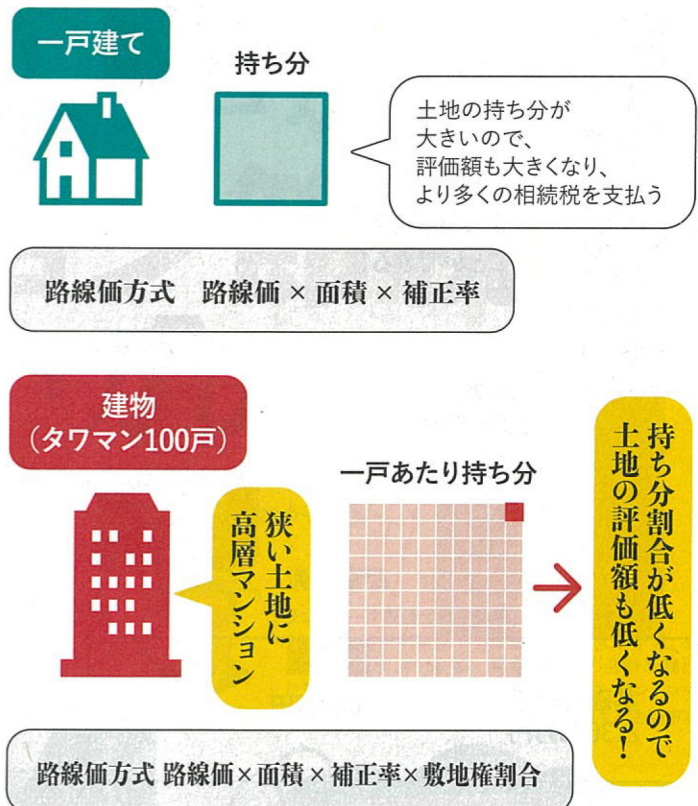 一戸建て
持ち分
土地の持ち分が
大きいので、
評価額も大きくなり、
より多くの相続税を支払う
路線価方式　路線価 × 面積 × 補正率
建物
（タワマン100戸）
狭い土地に
高層マンション
一戸あたり持ち分
持ち分割合が低くなるので
土地の評価額も低くなる！
路線価方式 路線価×面積×補正率×敷地権割合